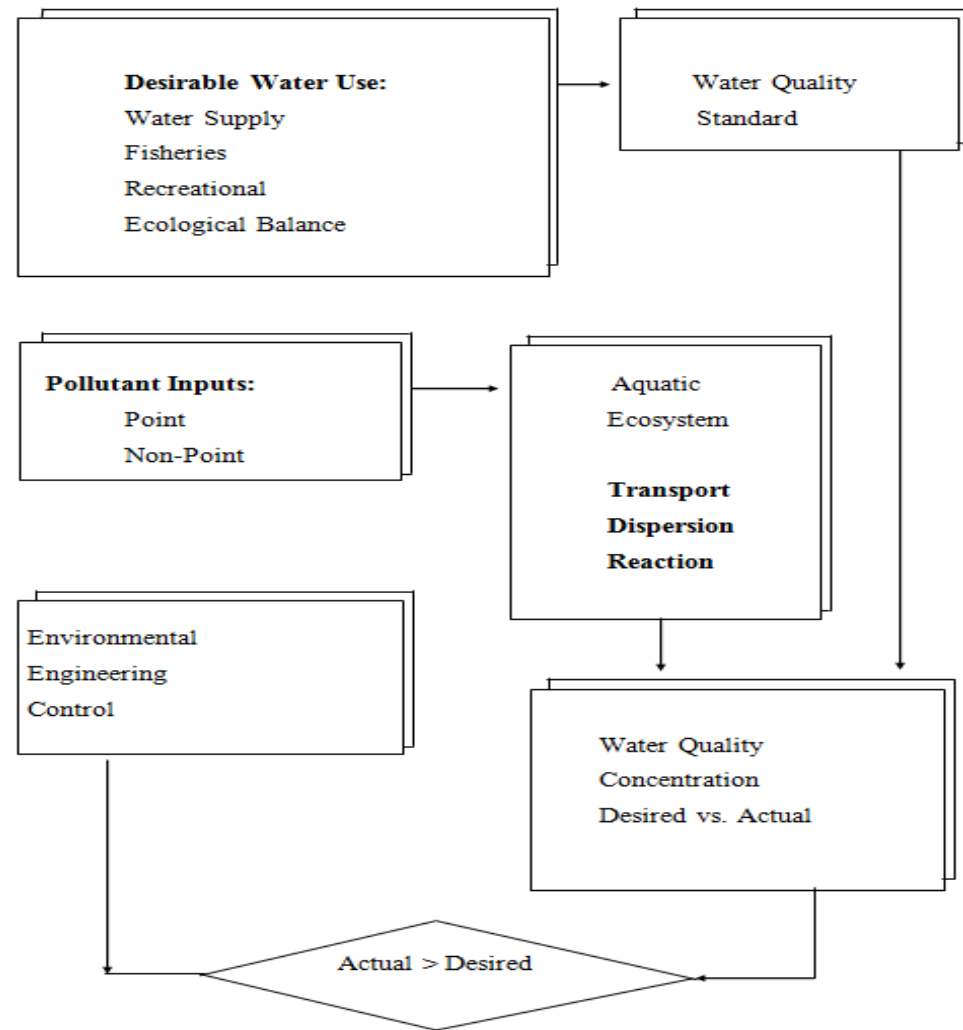 Desirable Water Use:
Water Supply
Fisheries
Recreational
Ecological Balance
Water Quality
Standard
Pollutant Inputs:
Point
Non-Point
Aquatic
Ecosystem
Transport
Dispersion
Reaction
Environmental
Engineering
Control
Water Quality
Concentration
Desired vs. Actual
Actual > Desired